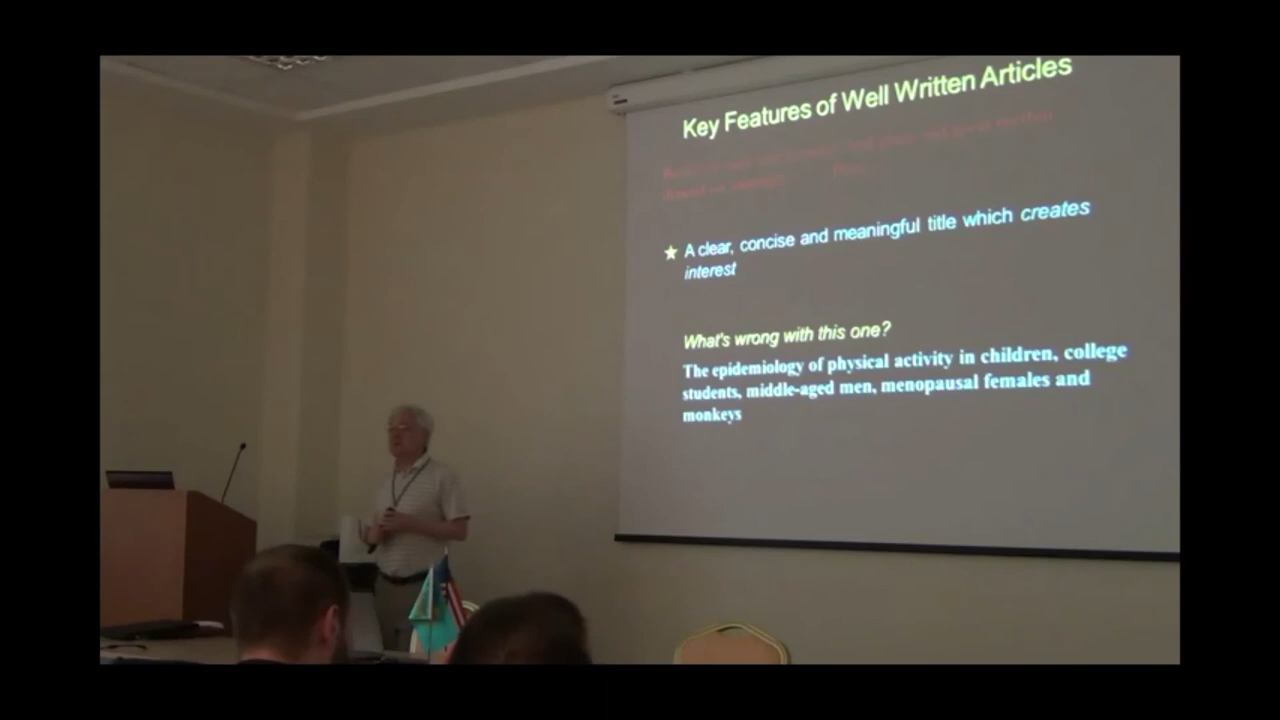 Key Features of Well Written Articles
A clear, concise and meaningful title which creates
interest
What's wrong with this one?
The epidemiology of physical activity in children, college
students, middle-aged men, menopausal females and
monkeys